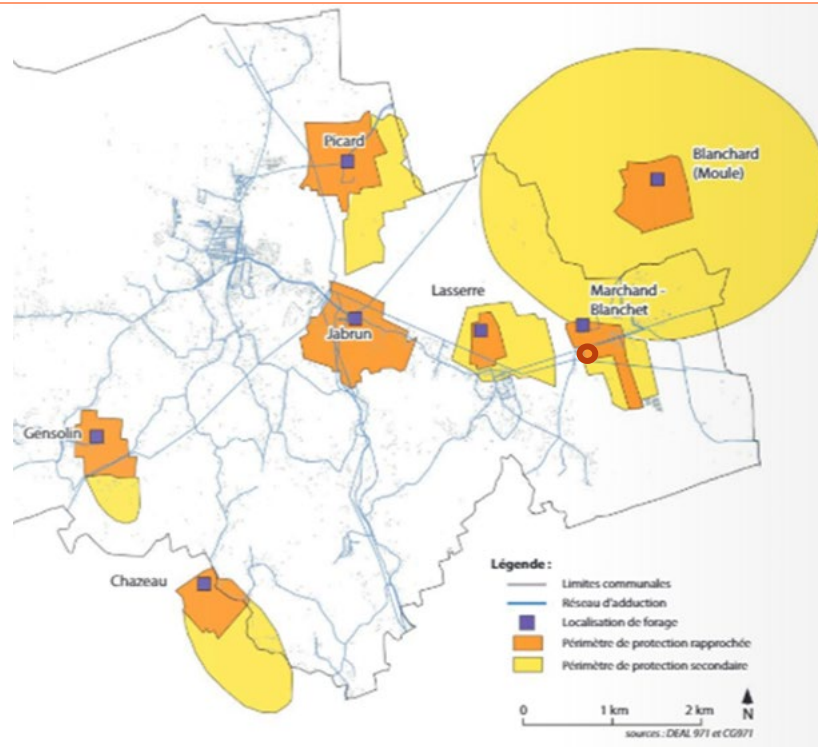 Picard
Blanchard
(Moule)
Lasserre
Marchand -
Blanchet
Jabrun
Gensolin
Chazeau
Légende :
Limites communales
Réseau d'adduction
Localisation de forage
Périmètre de protection rapprochée
Périmètre de protection secondaire
0 1 km 2 km
N
sources : DEAL 971 et CG971